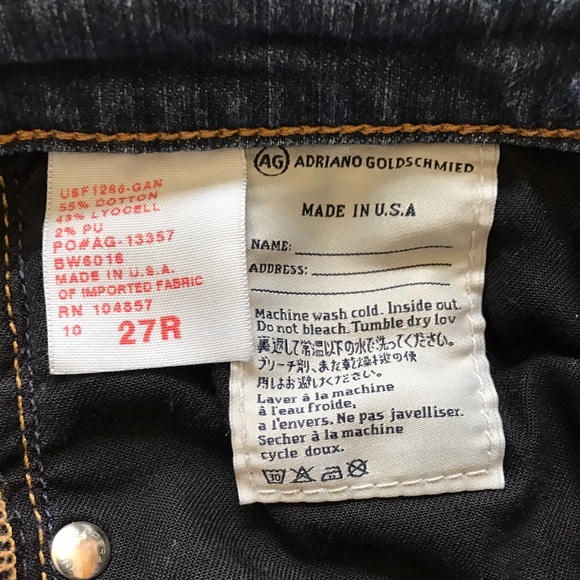 USF1286-GAN
55% COTTON
43% LYOCELL
2% PU
PO#AG-13357
BW6016
MADE IN U.S.A.
OF IMPORTED FABRIC
RN 104857
10 27R
AG ADRIANO GOLDSCHMIED
MADE IN U.S.A
NAME:
ADDRESS:
Machine wash cold. Inside out.
Do not bleach. Tumble dry low
裏返して常温以下の水で洗ってください。
ブリーチ剤、また乾燥機の使
用しはお避けください。
Laver à la machine
à l'eau froide,
a l'envers. Ne pas javelliser.
Secher à la machine
cycle doux.
30